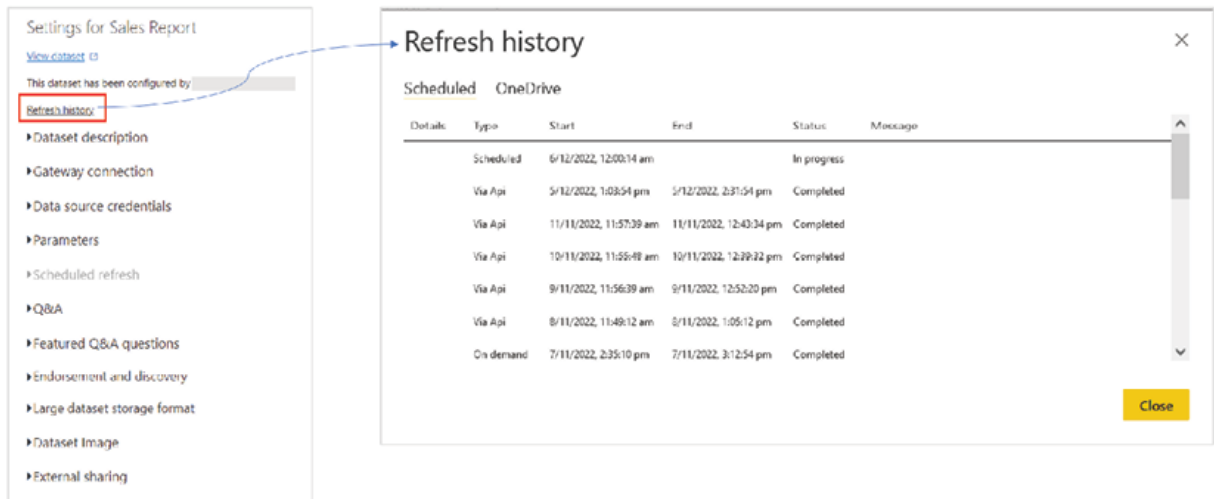 Settings for Sales Report
View dataset
This dataset has been configured by
Refresh history
Dataset description
Gateway connection
Data source credentials
Parameters
Scheduled refresh
Q&A
Featured Q&A questions
Endorsement and discovery
Large dataset storage format
Dataset Image
External sharing
Refresh history
Scheduled OneDrive
Details Type Start End Status Message
Scheduled 6/12/2022, 12:00:14 am In progress
Via Api 5/12/2022, 1:03:54 pm 5/12/2022, 2:31:54 pm Completed
Via Api 11/11/2022, 11:57:39 am 11/11/2022, 12:43:34 pm Completed
Via Api 10/11/2022, 11:55:48 am 10/11/2022, 12:39:32 pm Completed
Via Api 9/11/2022, 11:56:39 am 9/11/2022, 12:52:20 pm Completed
Via Api 8/11/2022, 11:49:12 am 8/11/2022, 1:05:12 pm Completed
On demand 7/11/2022, 2:35:10 pm 7/11/2022, 3:12:54 pm Completed
Close